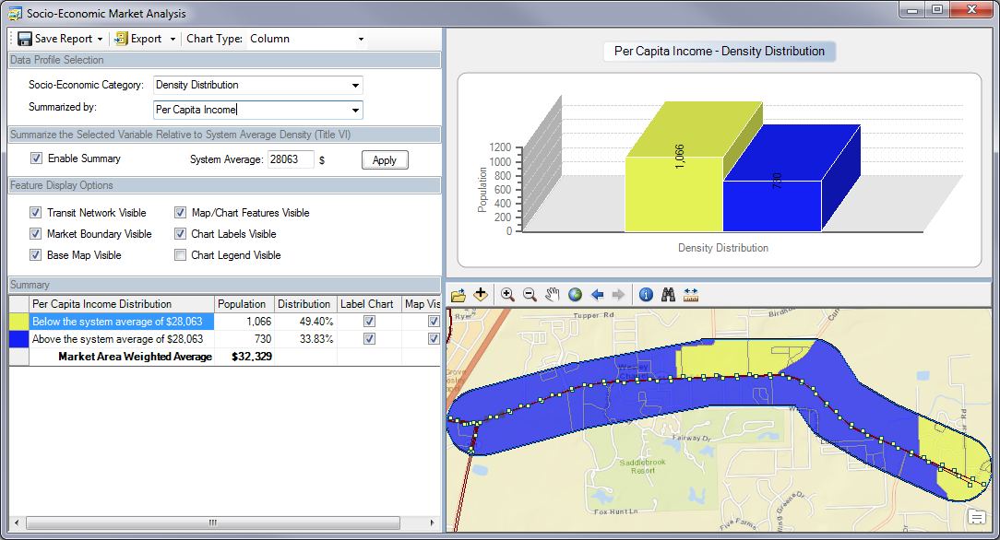 Socio-Economic Market Analysis
Save Report Export Chart Type: Column
Data Profile Selection
Socio-Economic Category: Density Distribution
Summarized by: Per Capita Income
Summarize the Selected Variable Relative to System Average Density (Title VI)
Enable Summary System Average: 28063 $ Apply
Feature Display Options
Transit Network Visible Map/Chart Features Visible
Market Boundary Visible Chart Labels Visible
Base Map Visible Chart Legend Visible
Summary
Per Capita Income Distribution Population Distribution Label Chart Map Vis
Below the system average of $28,063 1,066 49.40%
Above the system average of $28,063 730 33.83%
Market Area Weighted Average $32,329
Per Capita Income - Density Distribution
1200
1000
800
600
400
200
0
Population
1,066
730
Density Distribution
Tupper Rd
Fairway Dr
Saddlebrook
Resort
Fox Hunt Ln
Five Farms